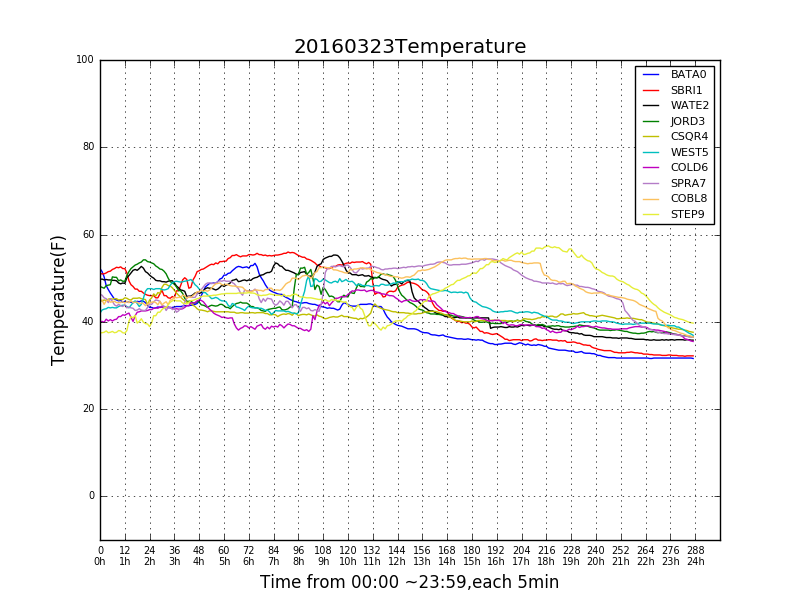 20160323Temperature
100
80
60
40
20
0
Temperature(F)
BATA0
SBRI1
WATE2
JORD3
CSQR4
WEST5
COLD6
SPRA7
COBL8
STEP9
0 12 24 36 48 60 72 84 96 108 120 132 144 156 168 180 192 204 216 228 240 252 264 276 288
0h 1h 2h 3h 4h 5h 6h 7h 8h 9h 10h 11h 12h 13h 14h 15h 16h 17h 18h 19h 20h 21h 22h 23h 24h
Time from 00:00 ~23:59,each 5min